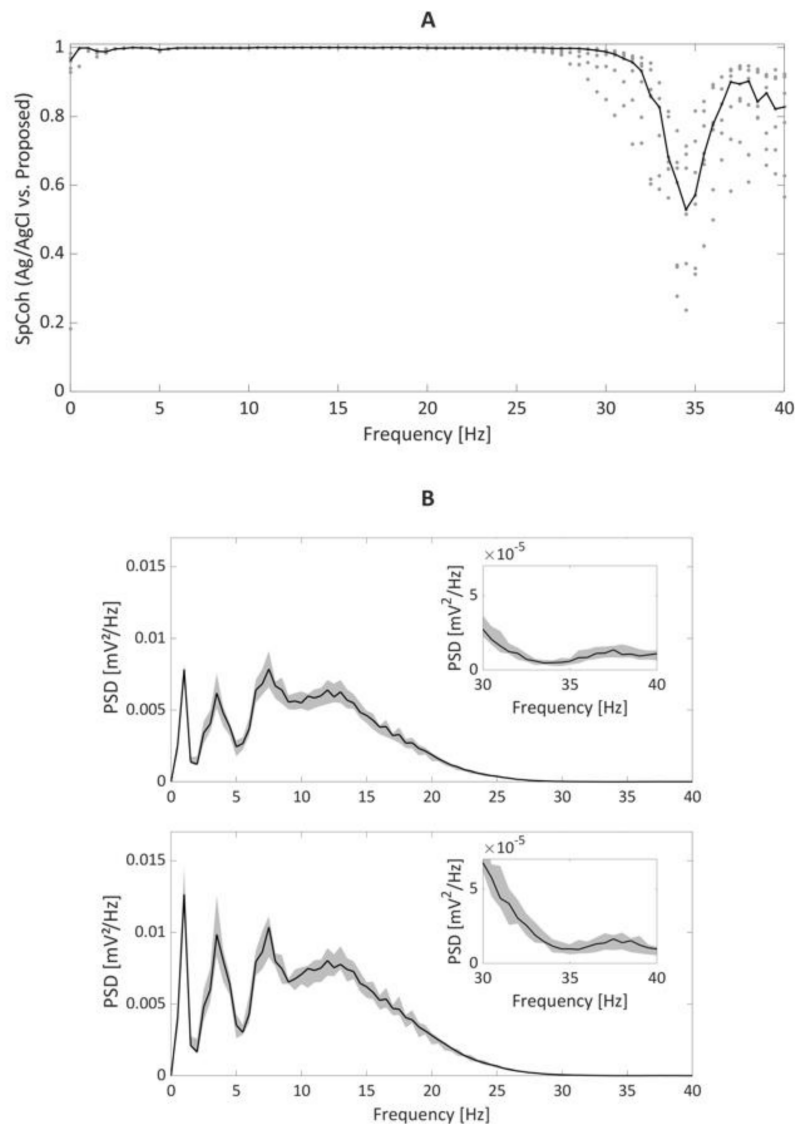 A
1
0.8
0.6
0.4
0.2
0
SpCoh (Ag/AgCl vs. Proposed)
0 5 10 15 20 25 30 35 40
Frequency [Hz]
B
0.015
0.01
0.005
0
PSD [mV²/Hz]
0 5 10 15 20 25 30 35 40
×10⁻⁵
5
0
PSD [mV²/Hz]
30 35 40
Frequency [Hz]
0.015
0.01
0.005
0
PSD [mV²/Hz]
0 5 10 15 20 25 30 35 40
Frequency [Hz]
×10⁻⁵
5
0
PSD [mV²/Hz]
30 35 40
Frequency [Hz]